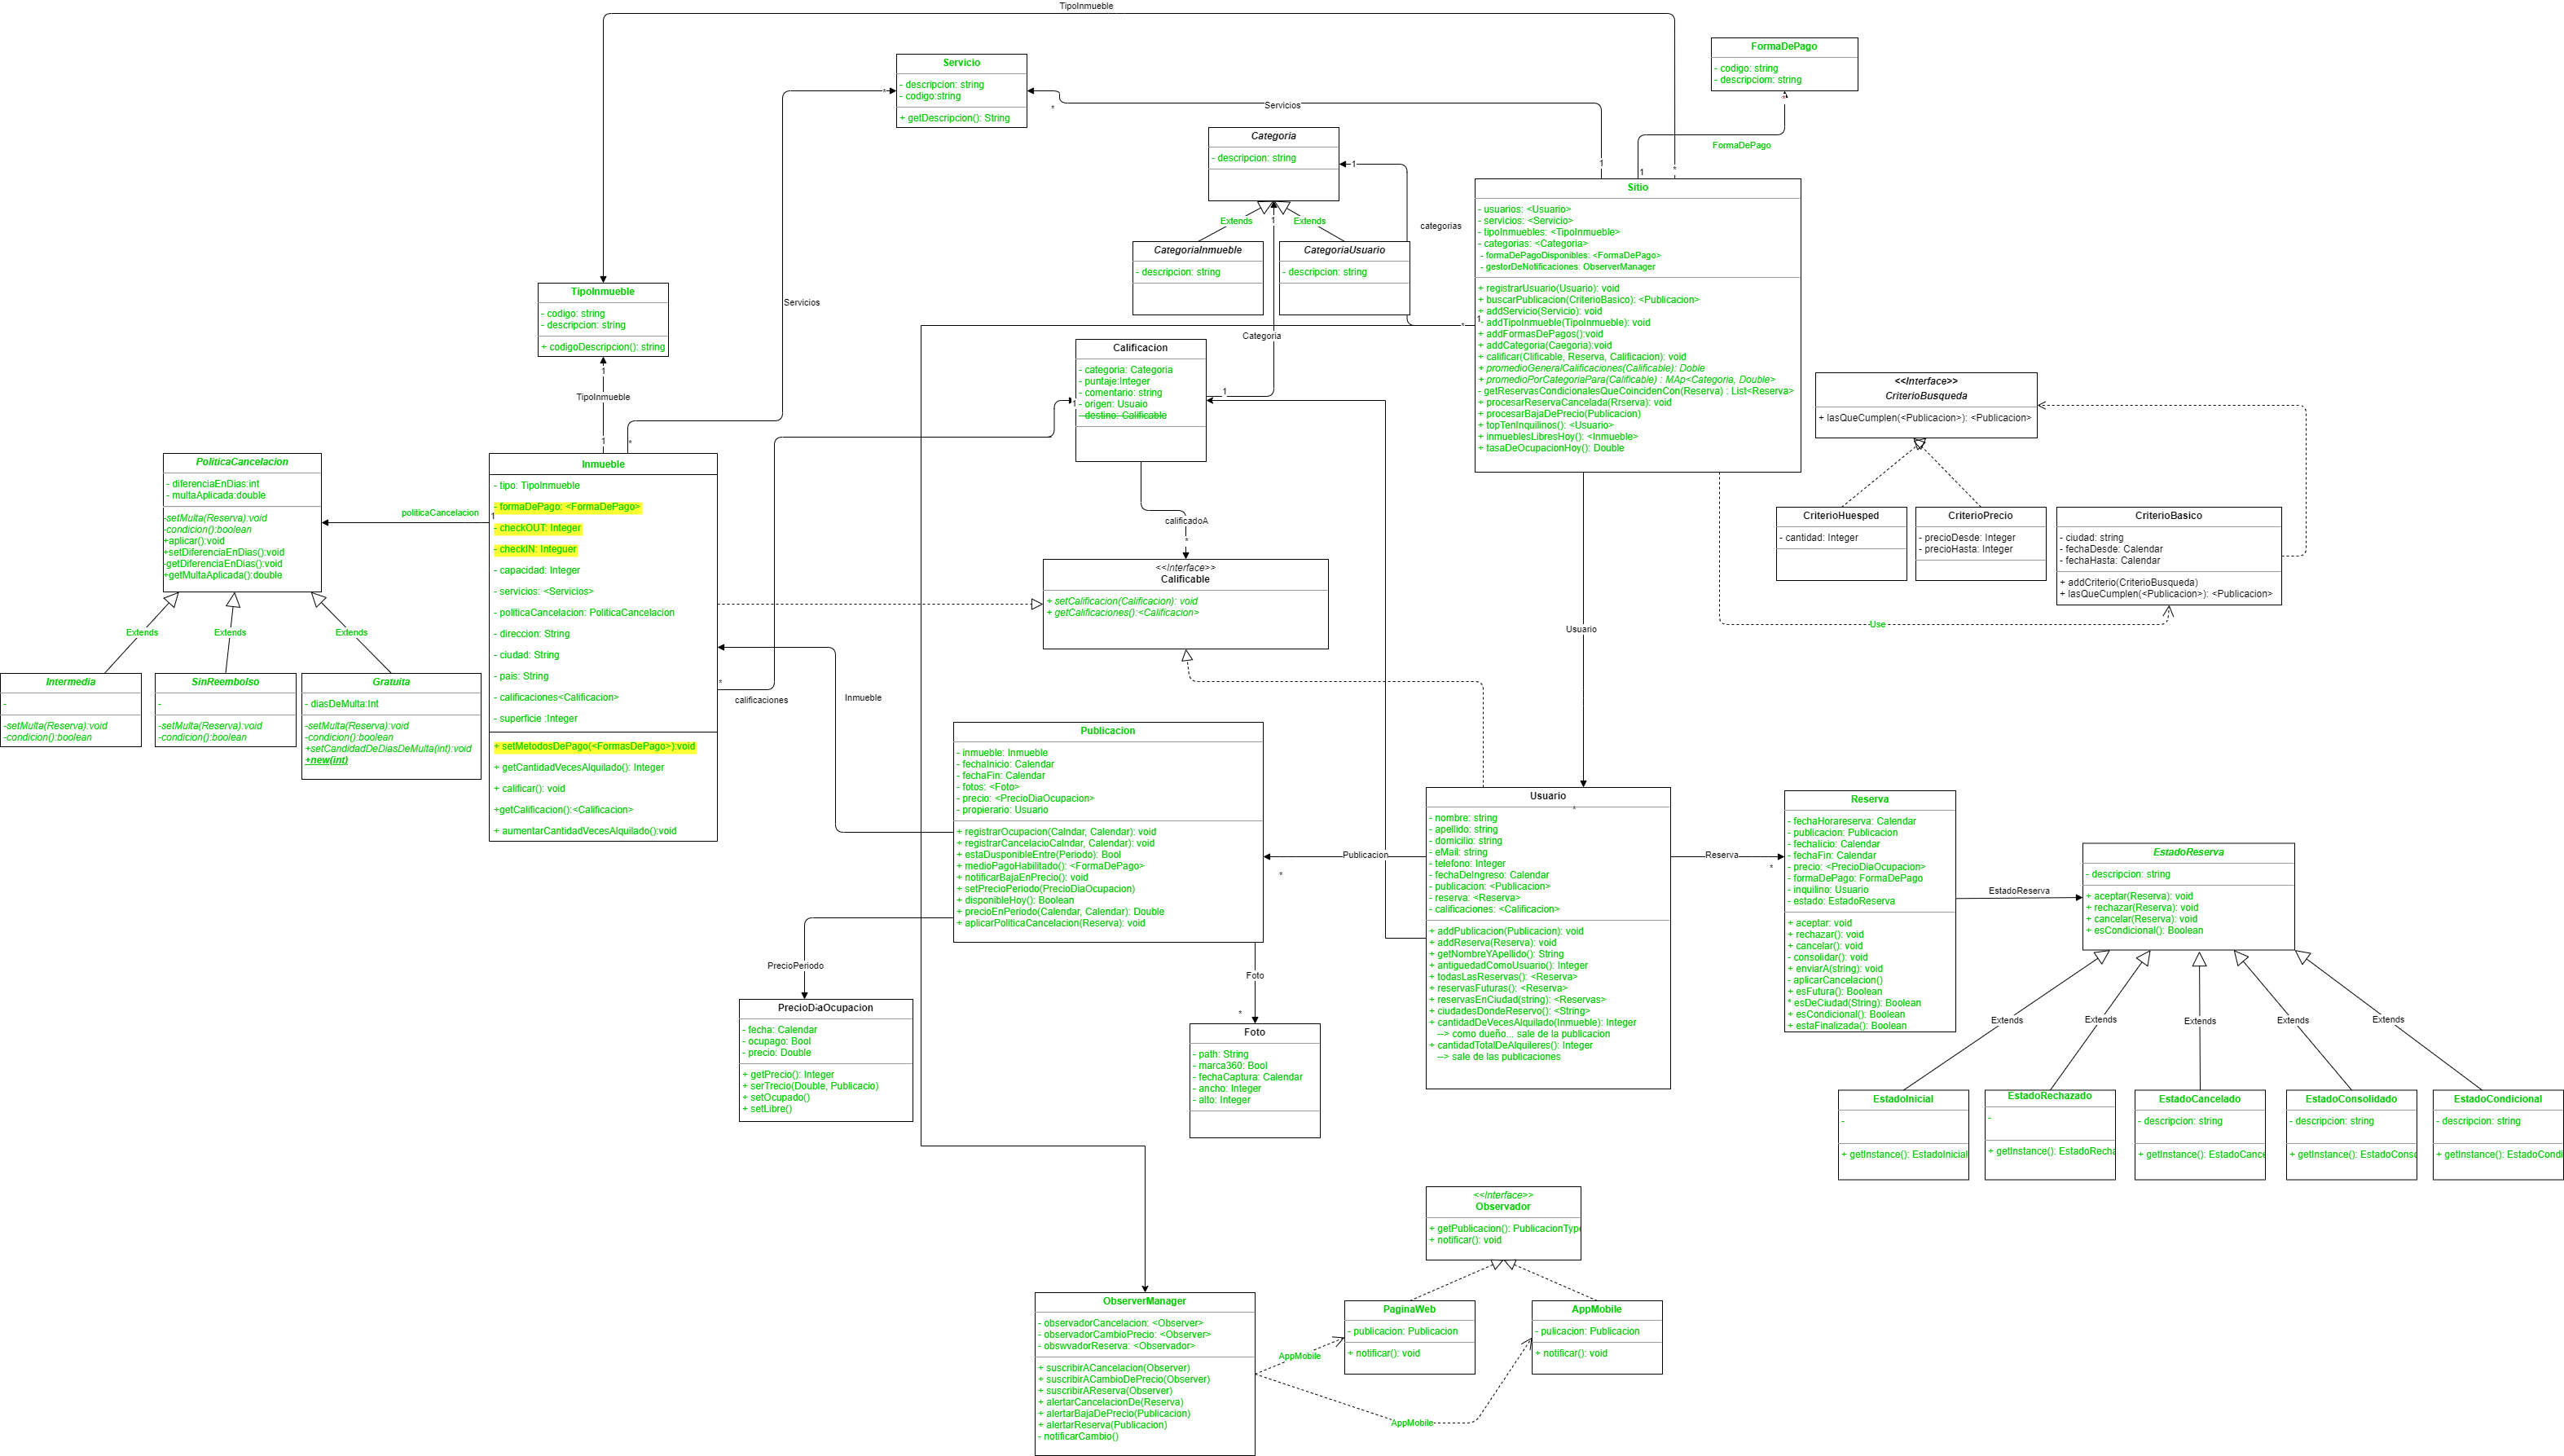 TipoInmueble
FormaDePago
- codigo: string
- descripciom: string
Servicio
- descripcion: string
- codigo:string
+ getDescripcion(): String
*
Servicios
*
1
FormaDePago
1
*
Categoria
- descripcion: string
1
Extends
1
Extends
CategoriaInmueble
- descripcion: string
CategoriaUsuario
- descripcion: string
categorias
Sitio
- usuarios: <Usuario>
- servicios: <Servicio>
- tipoInmuebles: <TipoInmueble>
- categorias: <Categoria>
- formaDePagoDisponibles: <FormaDePago>
- gestorDeNotificaciones: ObserverManager
+ registrarUsuario(Usuario): void
+ buscarPublicacion(CriterioBasico): <Publicacion>
+ addServicio(Servicio): void
+ addTipoInmueble(TipoInmueble): void
+ addFormasDePagos():void
+ addCategoria(Caegoria):void
+ calificar(Clificable, Reserva, Calificacion): void
+ promedioGeneralCalificaciones(Calificable): Doble
+ promedioPorCategoriaPara(Calificable) : MAp<Categoria, Double>
- getReservasCondicionalesQueCoincidenCon(Reserva) : List<Reserva>
+ procesarReservaCancelada(Rrserva): void
+ procesarBajaDePrecio(Publicacion)
+ topTenInquilinos(): <Usuario>
+ inmueblesLibresHoy(): <Inmueble>
+ tasaDeOcupacionHoy(): Double
1
*
TipoInmueble
- codigo: string
- descripcion: string
+ codigoDescripcion(): string
1
TipoInmueble
1
Servicios
*
Categoria
Calificacion
- categoria: Categoria
- puntaje:Integer
- comentario: string
- origen: Usuaio
- destino: Calificable
1
1
calificadoA
*
<<Interface>>
CriterioBusqueda
+ lasQueCumplen(<Publicacion>): <Publicacion>
CriterioHuesped
- cantidad: Integer
CriterioPrecio
- precioDesde: Integer
- precioHasta: Integer
CriterioBasico
- ciudad: string
- fechaDesde: Calendar
- fechaHasta: Calendar
+ addCriterio(CriterioBusqueda)
+ lasQueCumplen(<Publicacion>): <Publicacion>
Use
PoliticaCancelacion
- diferenciaEnDias:int
- multaAplicada:double
-setMulta(Reserva):void
-condicion():boolean
+aplicar():void
+setDiferenciaEnDias():void
-getDiferenciaEnDias():void
+getMultaAplicada():double
politicaCancelacion
1
Extends
Extends
Extends
Intermedia
-
-setMulta(Reserva):void
-condicion():boolean
SinReembolso
-
-setMulta(Reserva):void
-condicion():boolean
Gratuita
- diasDeMulta:Int
-setMulta(Reserva):void
-condicion():boolean
+setCandidadDeDiasDeMulta(int):void
+new(int)
Inmueble
- tipo: TipoInmueble
- formaDePago: <FormaDePago>
- checkOUT: Integer
- checkIN: Integuer
- capacidad: Integer
- servicios: <Servicios>
- politicaCancelacion: PoliticaCancelacion
- direccion: String
- ciudad: String
- pais: String
- calificaciones<Calificacion>
- superficie :Integer
+ setMetodosDePago(<FormasDePago>):void
+ getCantidadVecesAlquilado(): Integer
+ calificar(): void
+getCalificacion():<Calificacion>
+ aumentarCantidadVecesAlquilado():void
*
calificaciones
Inmueble
<<Interface>>
Calificable
+ setCalificacion(Calificacion): void
+ getCalificaciones():<Calificacion>
Usuario
Publicacion
- inmueble: Inmueble
- fechaInicio: Calendar
- fechaFin: Calendar
- fotos: <Foto>
- precio: <PrecioDiaOcupacion>
- propierario: Usuario
+ registrarOcupacion(Calndar, Calendar): void
+ registrarCancelacioCalndar, Calendar): void
+ estaDusponibleEntre(Periodo): Bool
+ medioPagoHabilitado(): <FormaDePago>
+ notificarBajaEnPrecio(): void
+ setPrecioPeriodo(PrecioDiaOcupacion)
+ disponibleHoy(): Boolean
+ precioEnPeriodo(Calendar, Calendar): Double
+ aplicarPoliticaCancelacion(Reserva): void
Publicacion
*
Usuario
*
- nombre: string
- apellido: string
- domicilio: string
- eMail: string
- telefono: Integer
- fechaDeIngreso: Calendar
- publicacion: <Publicacion>
- reserva: <Reserva>
- calificaciones: <Calificacion>
+ addPublicacion(Publicacion): void
+ addReserva(Reserva): void
+ getNombreYApellido(): String
+ antiguedadComoUsuario(): Integer
+ todasLasReservas(): <Reserva>
+ reservasFuturas(): <Reserva>
+ reservasEnCiudad(string): <Reservas>
+ ciudadesDondeReservo(): <String>
+ cantidadDeVecesAlquilado(Inmueble): Integer
--> como dueño... sale de la publicacion
+ cantidadTotalDeAlquileres(): Integer
--> sale de las publicaciones
Reserva
*
Reserva
- fechaHorareserva: Calendar
- publicacion: Publicacion
- fechaIicio: Calendar
- fechaFin: Calendar
- precio: <PrecioDiaOcupacion>
- formaDePago: FormaDePago
- inquilino: Usuario
- estado: EstadoReserva
+ aceptar: void
+ rechazar(): void
+ cancelar(): void
- consolidar(): void
+ enviarA(string): void
- aplicarCancelacion()
+ esFutura(): Boolean
* esDeCiudad(String): Boolean
+ esCondicional(): Boolean
+ estaFinalizada(): Boolean
EstadoReserva
EstadoReserva
- descripcion: string
+ aceptar(Reserva): void
+ rechazar(Reserva): void
+ cancelar(Reserva): void
+ esCondicional(): Boolean
Extends
Extends
Extends
Extends
Extends
EstadoInicial
-
+ getInstance(): EstadoInicial
EstadoRechazado
-
+ getInstance(): EstadoRecha
EstadoCancelado
- descripcion: string
+ getInstance(): EstadoCance
EstadoConsolidado
- descripcion: string
+ getInstance(): EstadoConso
EstadoCondicional
- descripcion: string
+ getInstance(): EstadoCondi
PrecioPeriodo
PrecioDiaOcupacion
- fecha: Calendar
- ocupago: Bool
- precio: Double
+ getPrecio(): Integer
+ serTrecio(Double, Publicacio)
+ setOcupado()
+ setLibre()
Foto
*
Foto
- path: String
- marca360: Bool
- fechaCaptura: Calendar
- ancho: Integer
- alto: Integer
<<Interface>>
Observador
+ getPublicacion(): PublicacionType
+ notificar(): void
PaginaWeb
- publicacion: Publicacion
+ notificar(): void
AppMobile
- pulicacion: Publicacion
+ notificar(): void
AppMobile
AppMobile
ObserverManager
- observadorCancelacion: <Observer>
- observadorCambioPrecio: <Observer>
- obswvadorReserva: <Observador>
+ suscribirACancelacion(Observer)
+ suscribirACambioDePrecio(Observer)
+ suscribirAReserva(Observer)
+ alertarCancelacionDe(Reserva)
+ alertarBajaDePrecio(Publicacion)
+ alertarReserva(Publicacion)
- notificarCambio()